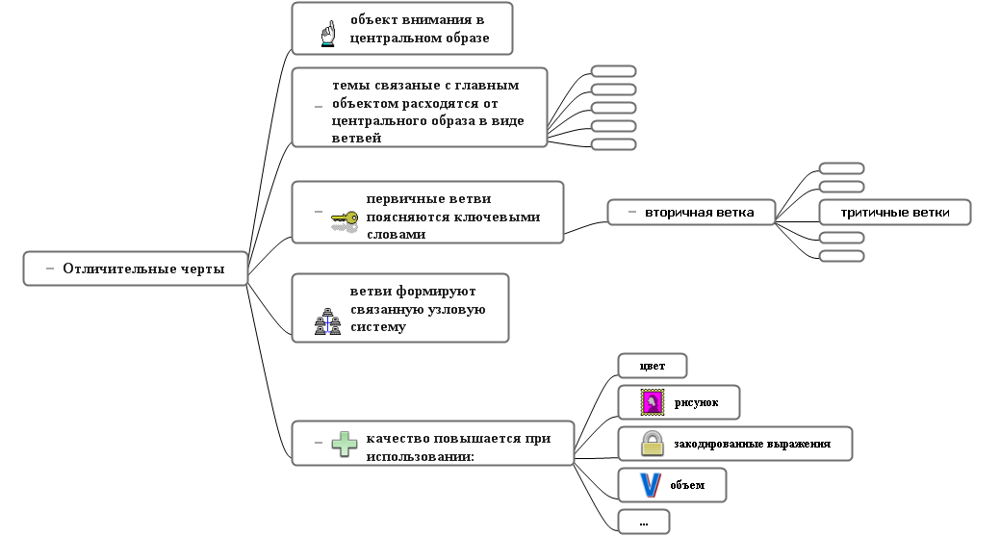 объект внимания в
центральном образе
темы связаные с главным
объектом расходятся от
центрального образа в виде
ветвей
первичные ветви
поясняются ключевыми
словами
вторичная ветка
тритичные ветки
Отличительные черты
ветви формируют
связанную узловую
систему
качество повышается при
использовании:
цвет
рисунок
закодированные выражения
объем
...